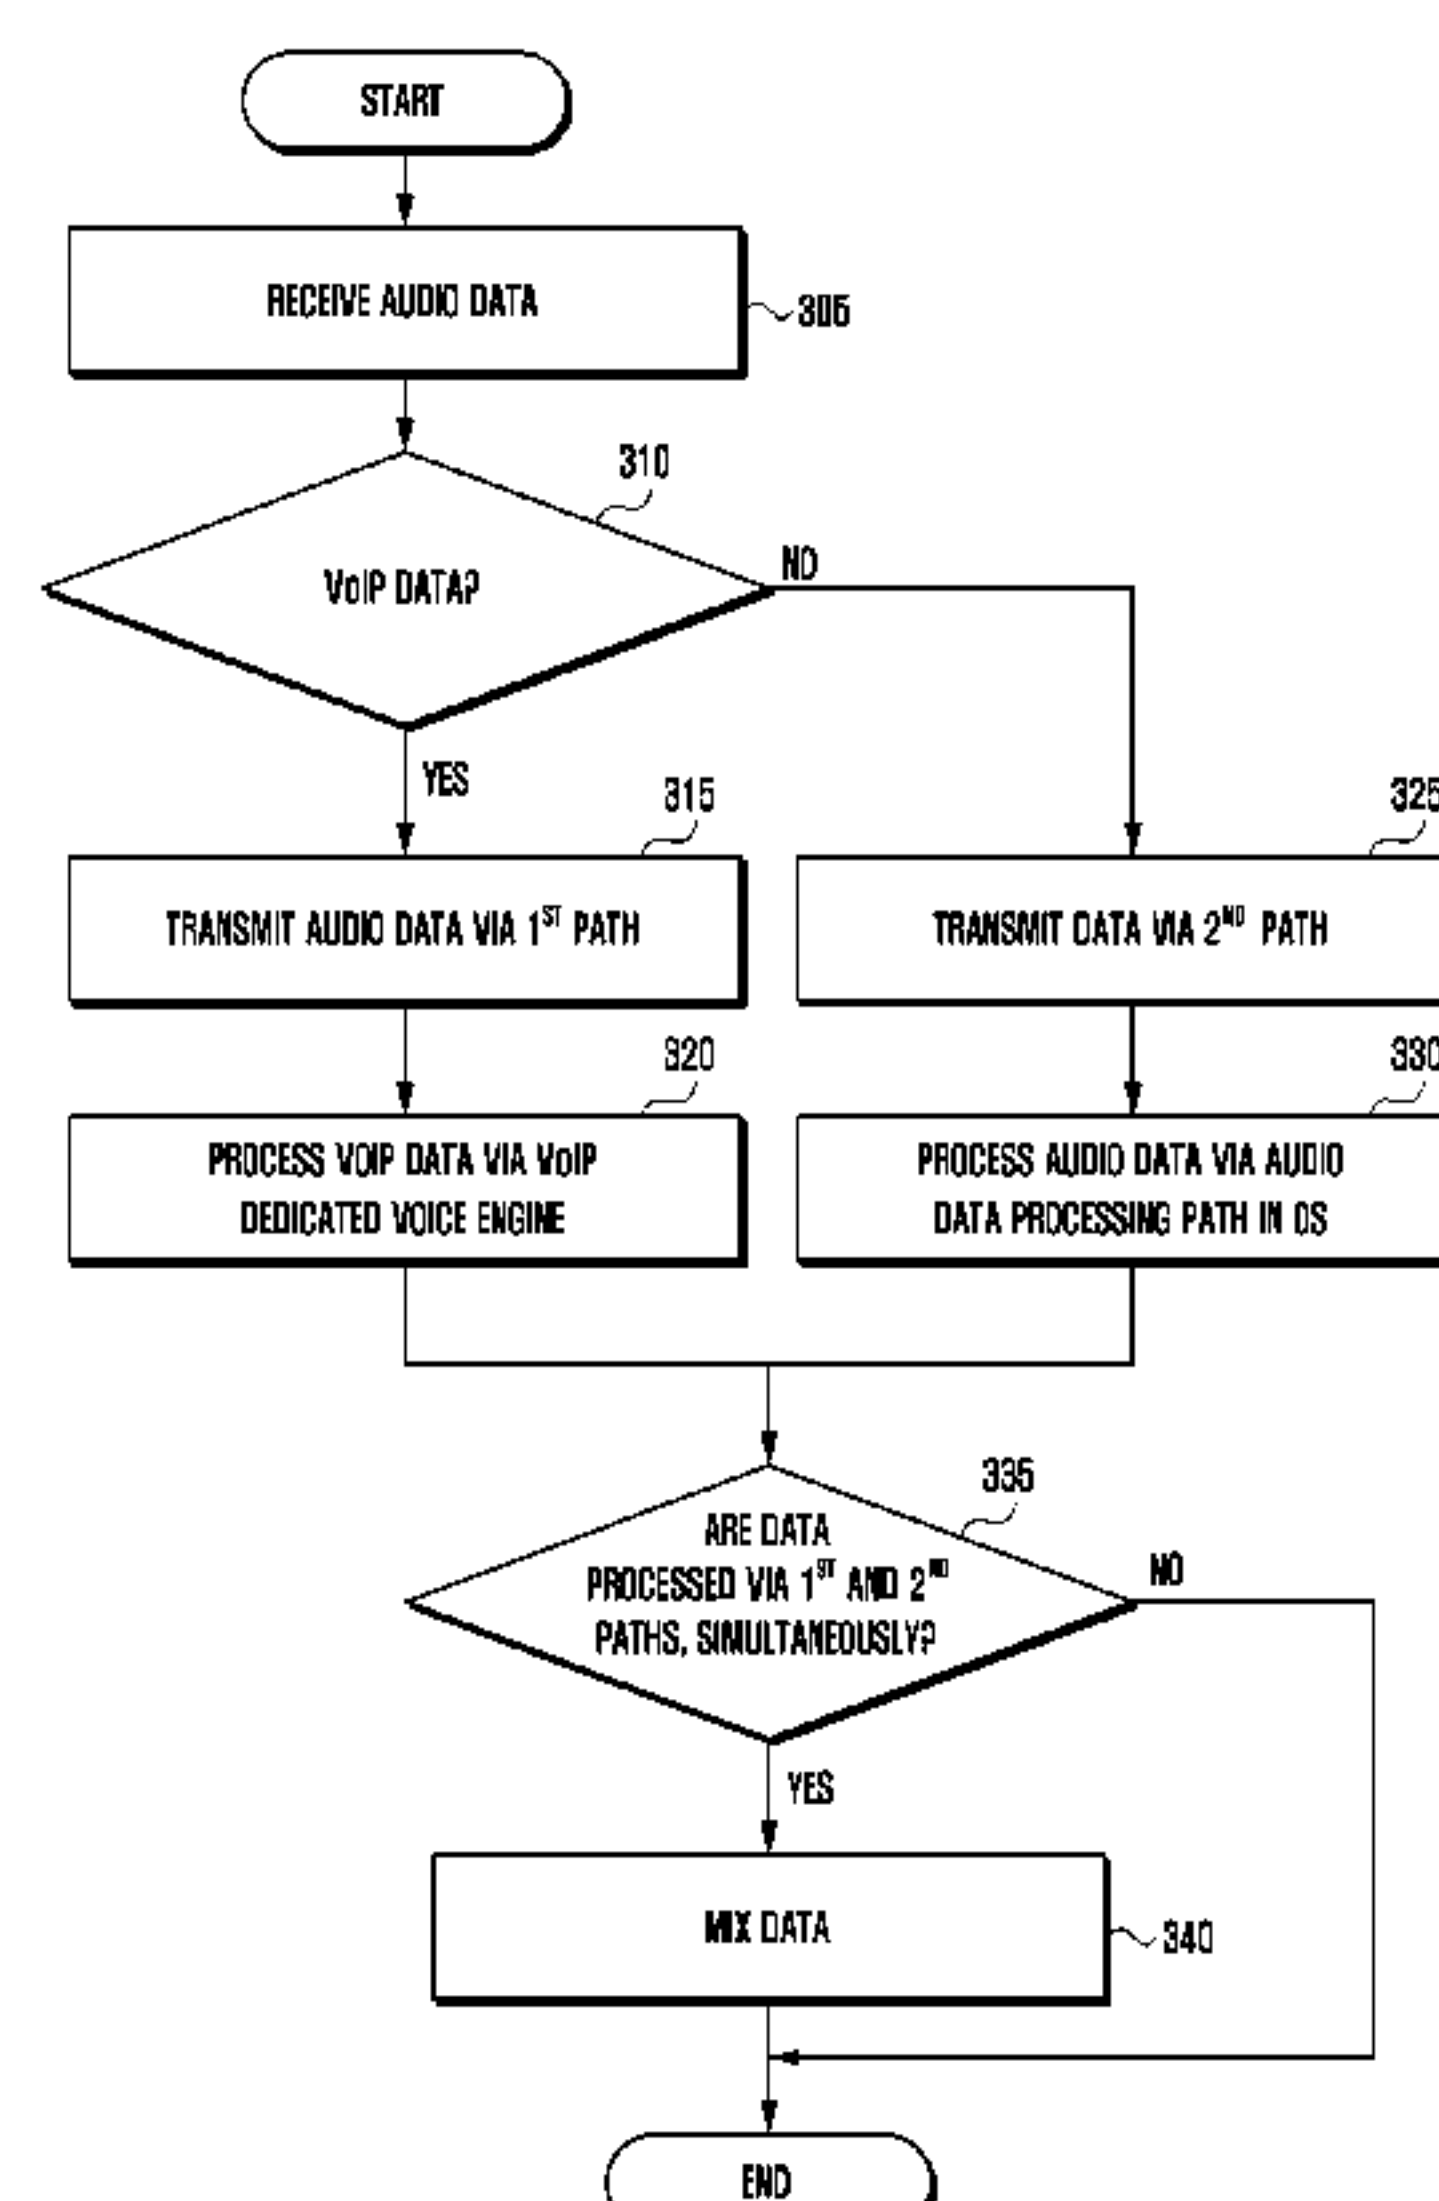 START
RECEIVE AUDIO DATA
305
310
VoIP DATA?
NO
YES
315
325
TRANSMIT AUDIO DATA VIA 1ST PATH
TRANSMIT DATA VIA 2ND PATH
320
330
PROCESS VOIP DATA VIA VoIP
DEDICATED VOICE ENGINE
PROCESS AUDIO DATA VIA AUDIO
DATA PROCESSING PATH IN OS
335
ARE DATA
PROCESSED VIA 1ST AND 2ND
PATHS, SIMULTANEOUSLY?
NO
YES
MIX DATA
340
END